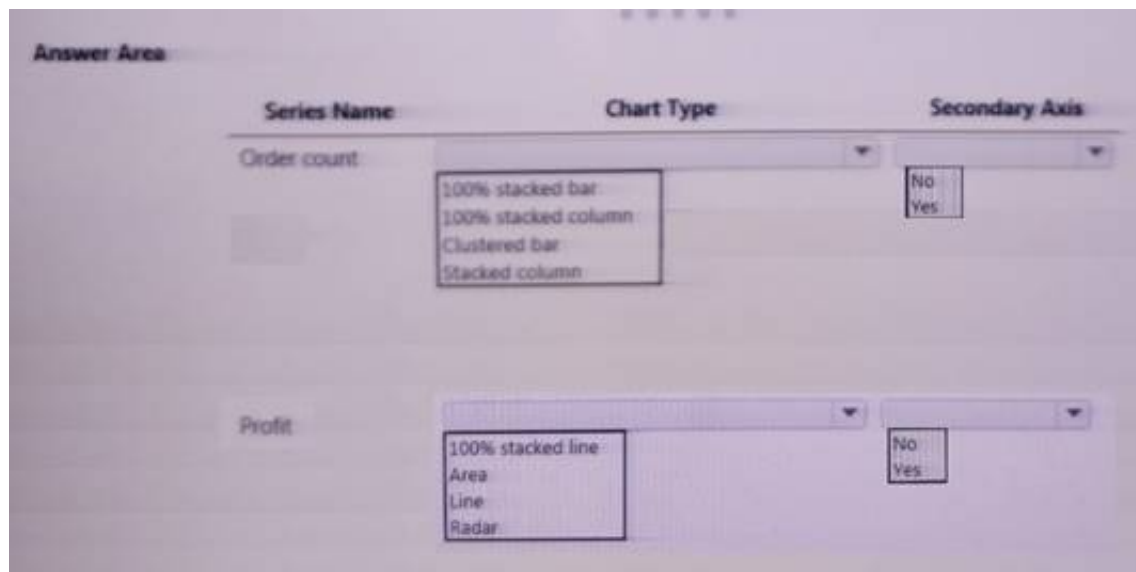 Answer Area
Series Name Chart Type Secondary Axis
Order count
100% stacked bar
100% stacked column
Clustered bar
Stacked column
No
Yes
Profit
100% stacked line
Area
Line
Radar
No
Yes